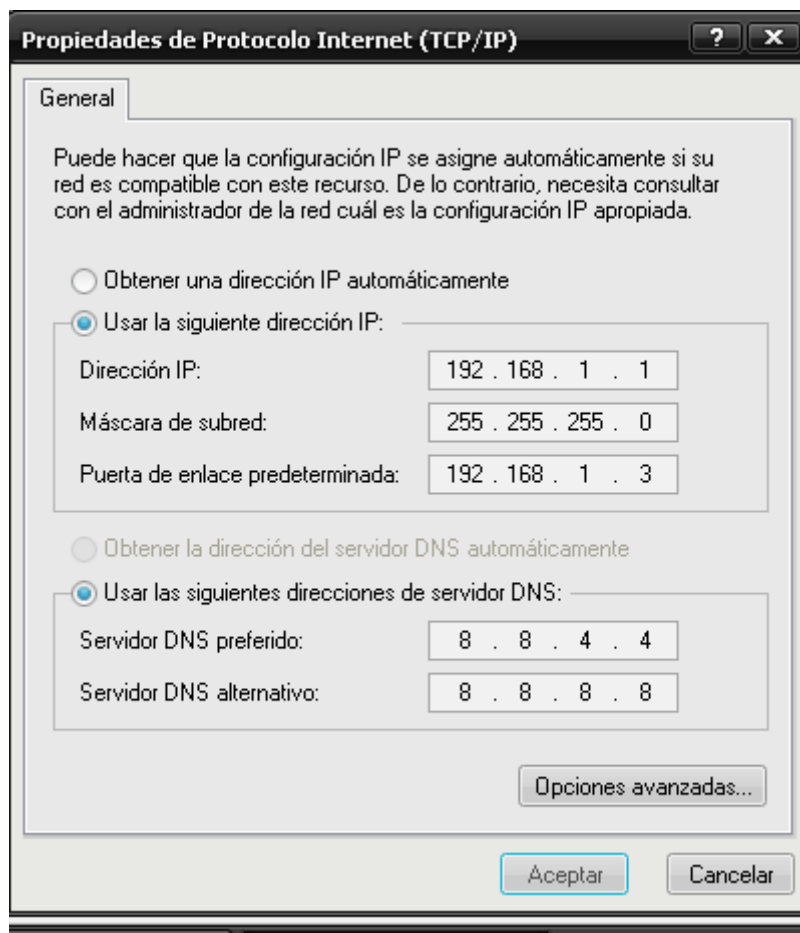 Propiedades de Protocolo Internet (TCP/IP)
General
Puede hacer que la configuración IP se asigne automáticamente si su
red es compatible con este recurso. De lo contrario, necesita consultar
con el administrador de la red cuál es la configuración IP apropiada.
Obtener una dirección IP automáticamente
Usar la siguiente dirección IP:
Dirección IP: 192 . 168 . 1 . 1
Máscara de subred: 255 . 255 . 255 . 0
Puerta de enlace predeterminada: 192 . 168 . 1 . 3
Obtener la dirección del servidor DNS automáticamente
Usar las siguientes direcciones de servidor DNS:
Servidor DNS preferido: 8 . 8 . 4 . 4
Servidor DNS alternativo: 8 . 8 . 8 . 8
Opciones avanzadas...
Aceptar Cancelar